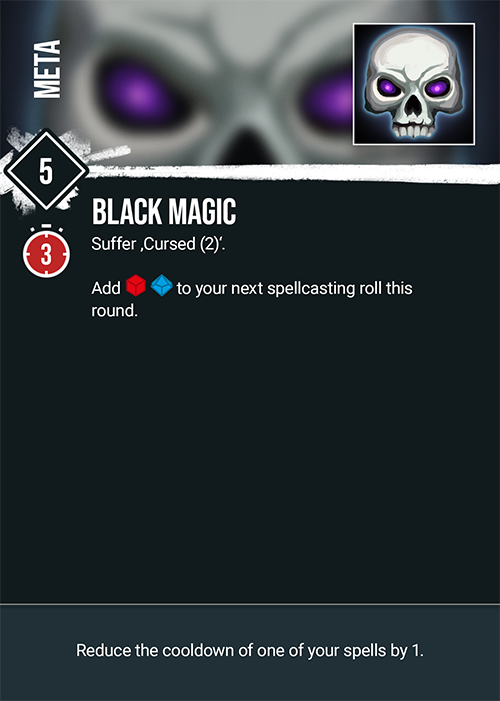 META
5
BLACK MAGIC
3
Suffer ‚Cursed (2)‘.
Add to your next spellcasting roll this
round.
Reduce the cooldown of one of your spells by 1.